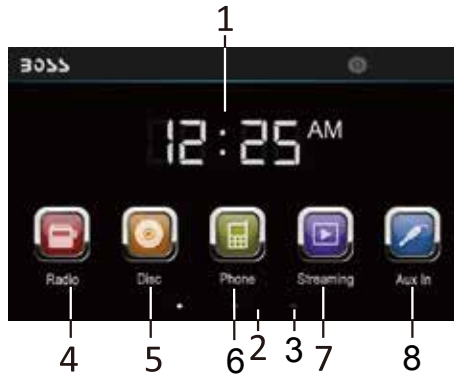 1
BOSS
12:25 AM
Radio Disc Phone Streaming Aux In
4 5 6 2 3 7 8